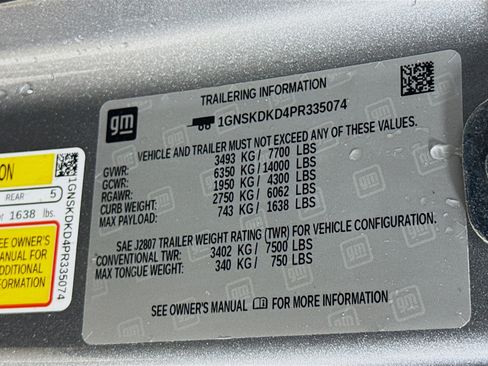 TRAILERING INFORMATION
gm
1GNSKDKD4PR335074
VEHICLE AND TRAILER MUST NOT EXCEED ANY OF THESE VALUES.
GVWR: 3493 KG/ 7700 LBS
GCWR: 6350 KG/ 14000 LBS
RGAWR: 1950 KG/ 4300 LBS
CURB WEIGHT: 2750 KG/ 6062 LBS
MAX PAYLOAD: 743 KG/ 1638 LBS
SAE J2807 TRAILER WEIGHT RATING (TWR) FOR VEHICLE CONFIGURATION.
CONVENTIONAL TWR: 3402 KG/ 7500 LBS
MAX TONGUE WEIGHT: 340 KG/ 750 LBS
SEE OWNER'S MANUAL FOR MORE INFORMATION
ON
REAR 5
1638 lbs.
SEE OWNER'S
MANUAL FOR
ADDITIONAL
INFORMATION
1GNSKDKD4PR335074